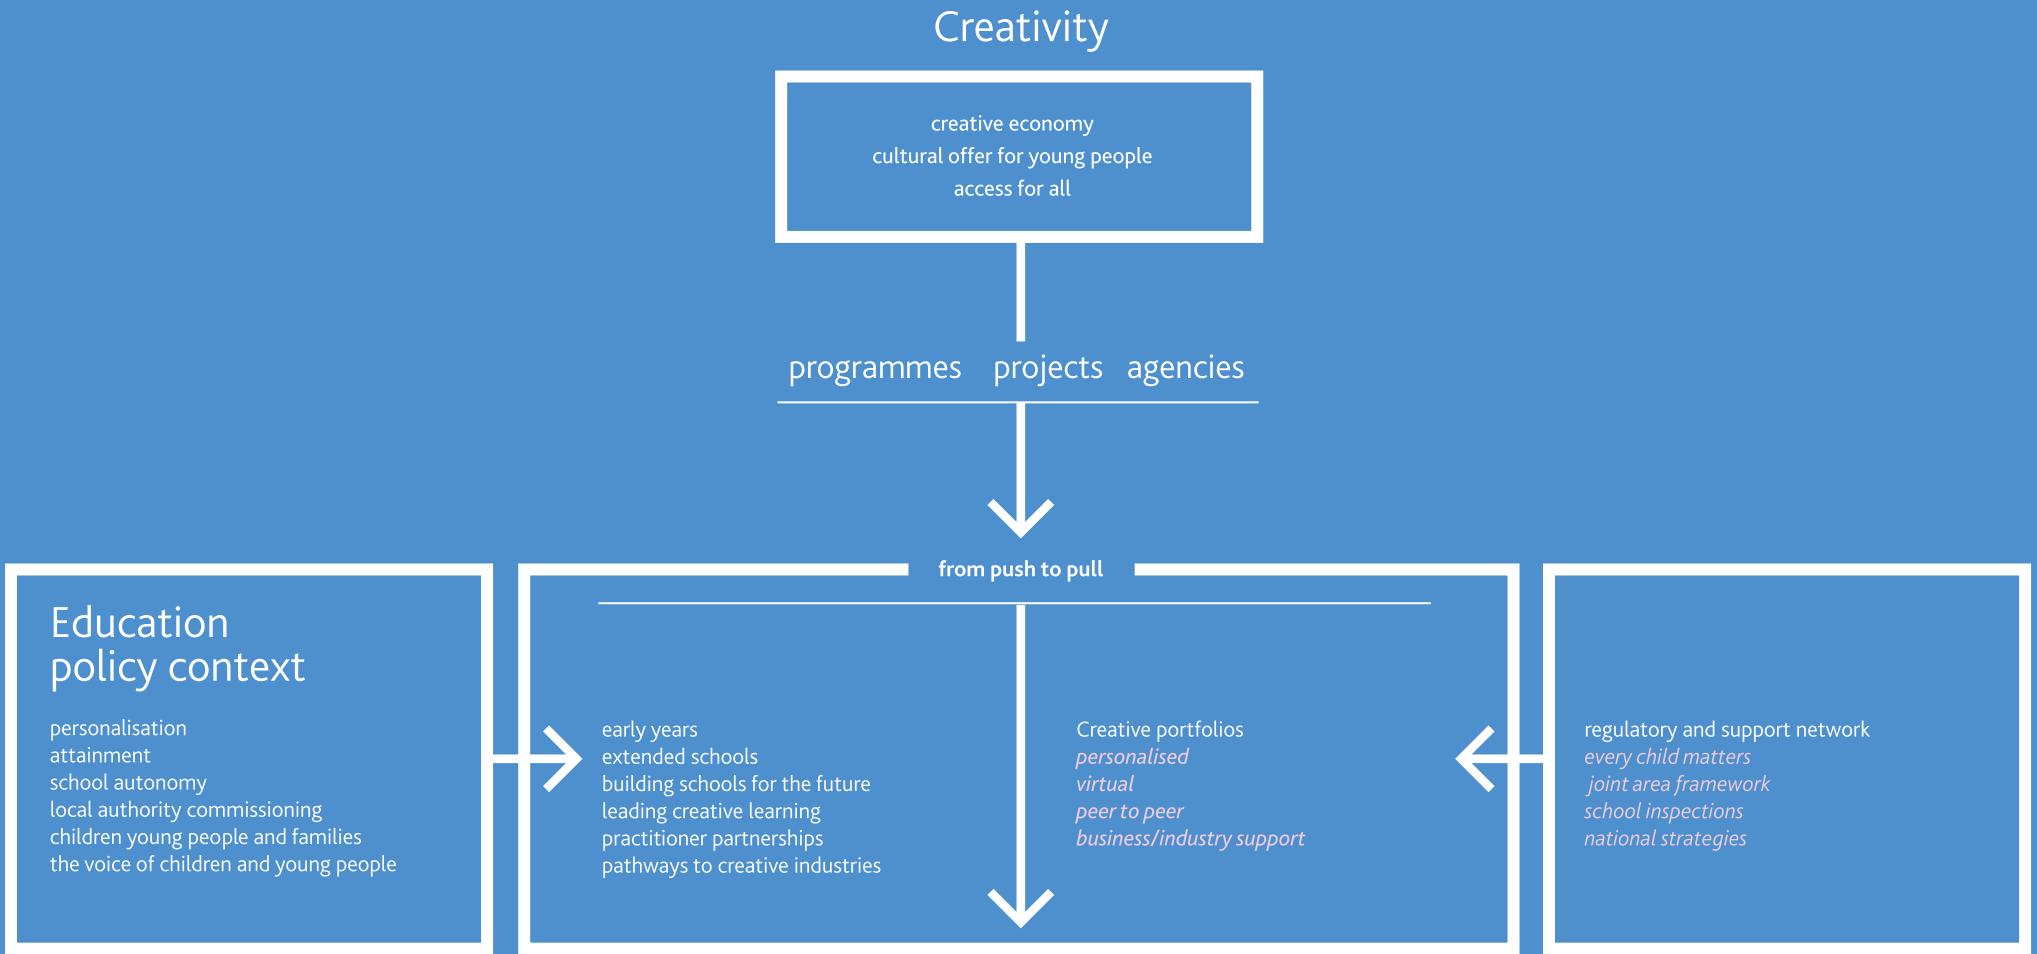 Creativity
creative economy
cultural offer for young people
access for all
programmes projects agencies
from push to pull
Education
policy context
personalisation
attainment
school autonomy
local authority commissioning
children young people and families
the voice of children and young people
early years
extended schools
building schools for the future
leading creative learning
practitioner partnerships
pathways to creative industries
Creative portfolios
personalised
virtual
peer to peer
business/industry support
regulatory and support network
every child matters
joint area framework
school inspections
national strategies